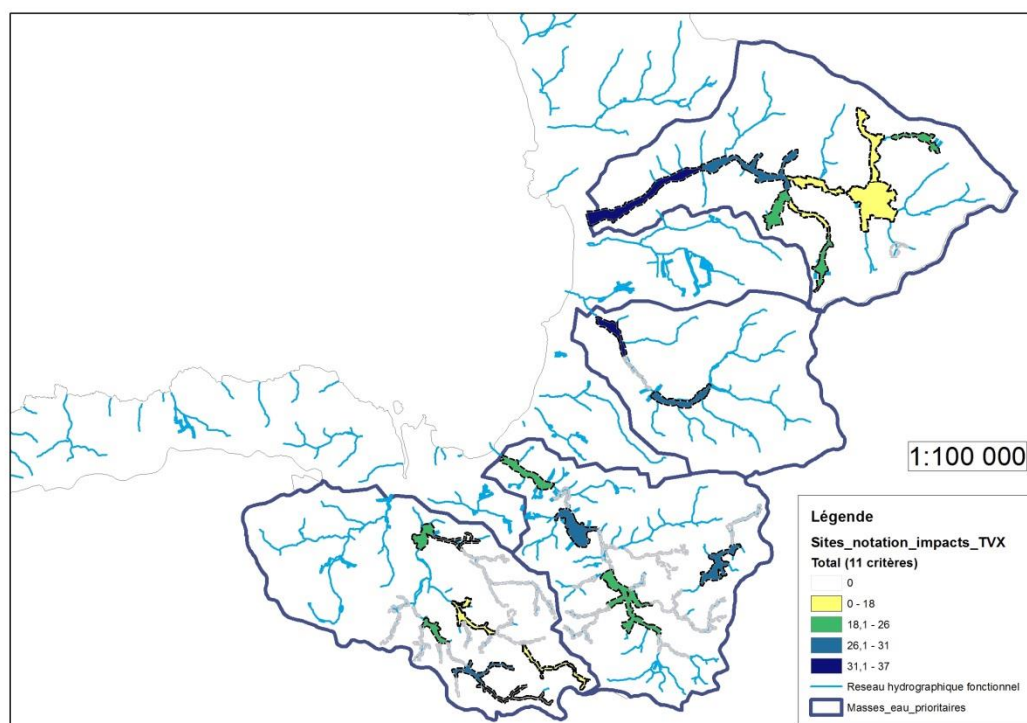 1:100 000
Légende
Sites_notation_impacts_TVX
Total (11 critères)
0
0 - 18
18,1 - 26
26,1 - 31
31,1 - 37
Reseau hydrographique fonctionnel
Masses_eau_prioritaires